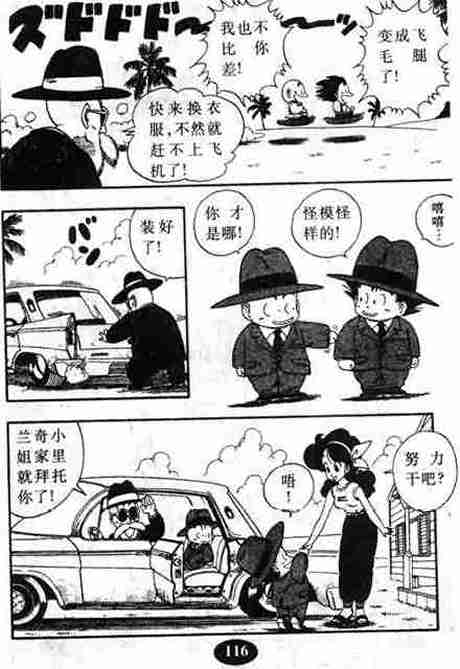 ズドドドド〜
变成飞
毛腿
了!
我也不
比你
差!
快来换衣
服,不然就
赶不上飞
机了!
嘻
嘻…
怪模怪
样的!
你才
是哪!
装好
了!
努力
干吧?
唔!
兰奇小
姐家里
就拜托
你了!
116